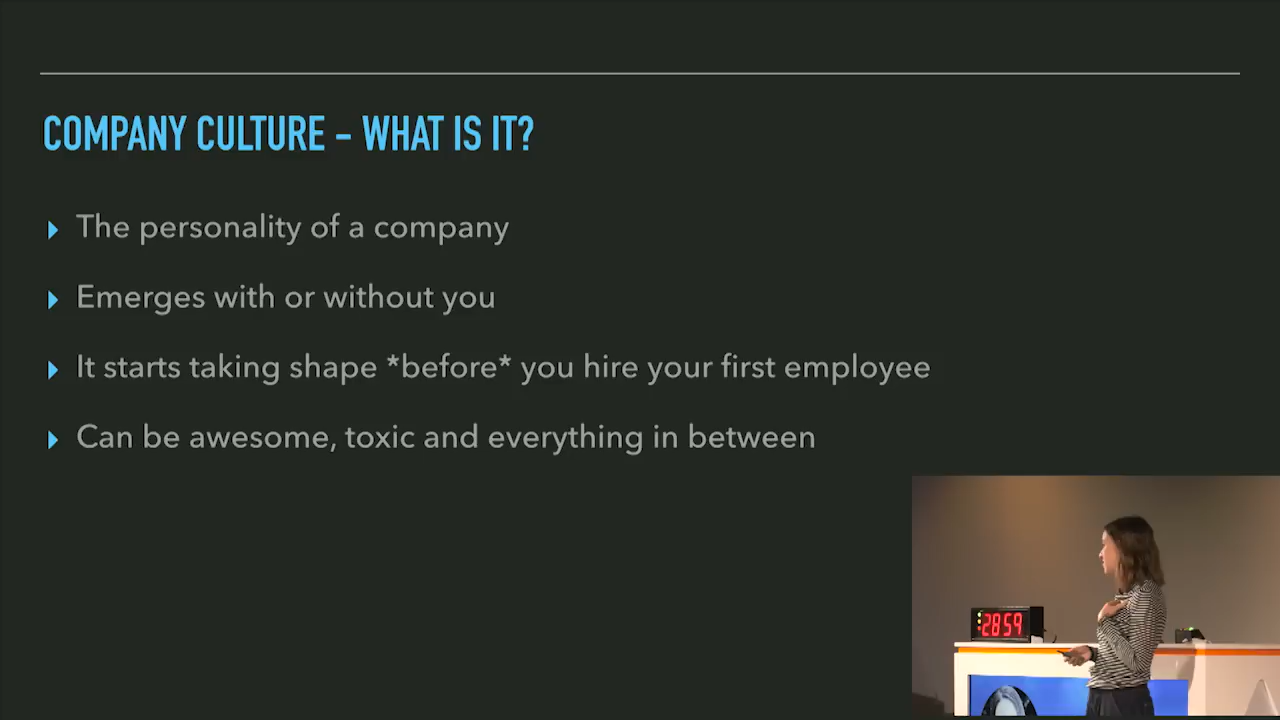 COMPANY CULTURE – WHAT IS IT?
The personality of a company
Emerges with or without you
It starts taking shape *before* you hire your first employee
Can be awesome, toxic and everything in between
28:59